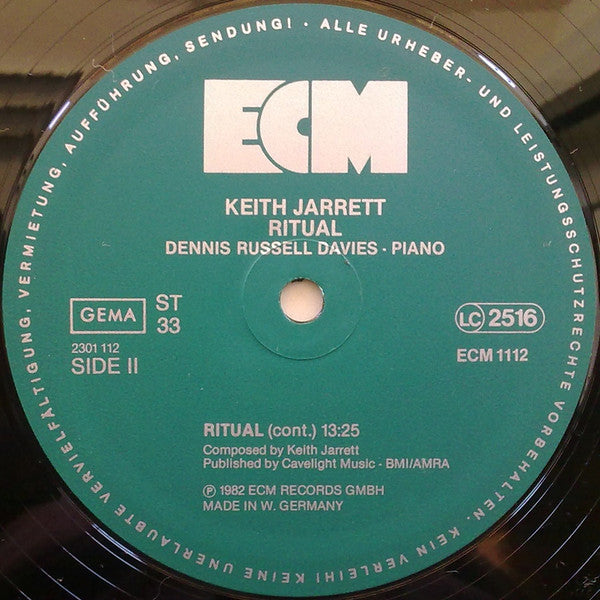 ALLE URHEBER- UND LEISTUNGSSCHUTZRECHTE VORBEHALTEN. KEIN VERLEIH! KEINE UNERLAUBTE VERVIELFÄLTIGUNG, VERMIETUNG, AUFFÜHRUNG, SENDUNG! ·
ECM
KEITH JARRETT
RITUAL
DENNIS RUSSELL DAVIES · PIANO
GEMA
ST
33
2301 112
SIDE II
LC 2516
ECM 1112
RITUAL (cont.) 13:25
Composed by Keith Jarrett
Published by Cavelight Music - BMI/AMRA
℗ 1982 ECM RECORDS GMBH
MADE IN W. GERMANY